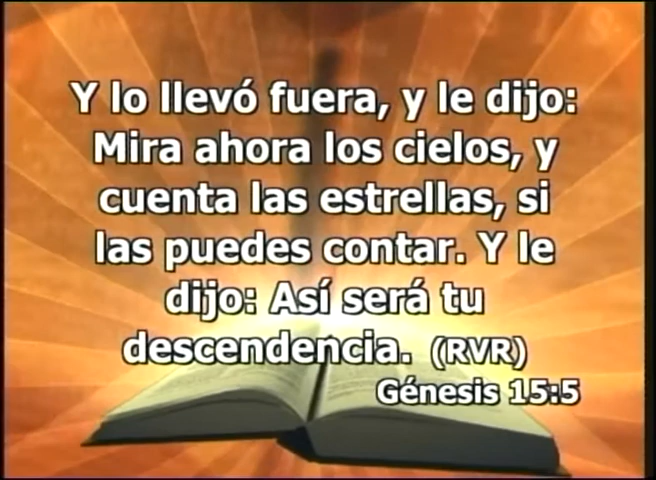 Y lo llevó fuera, y le dijo:
Mira ahora los cielos, y
cuenta las estrellas, si
las puedes contar. Y le
dijo: Así será tu
descendencia. (RVR)
Génesis 15:5